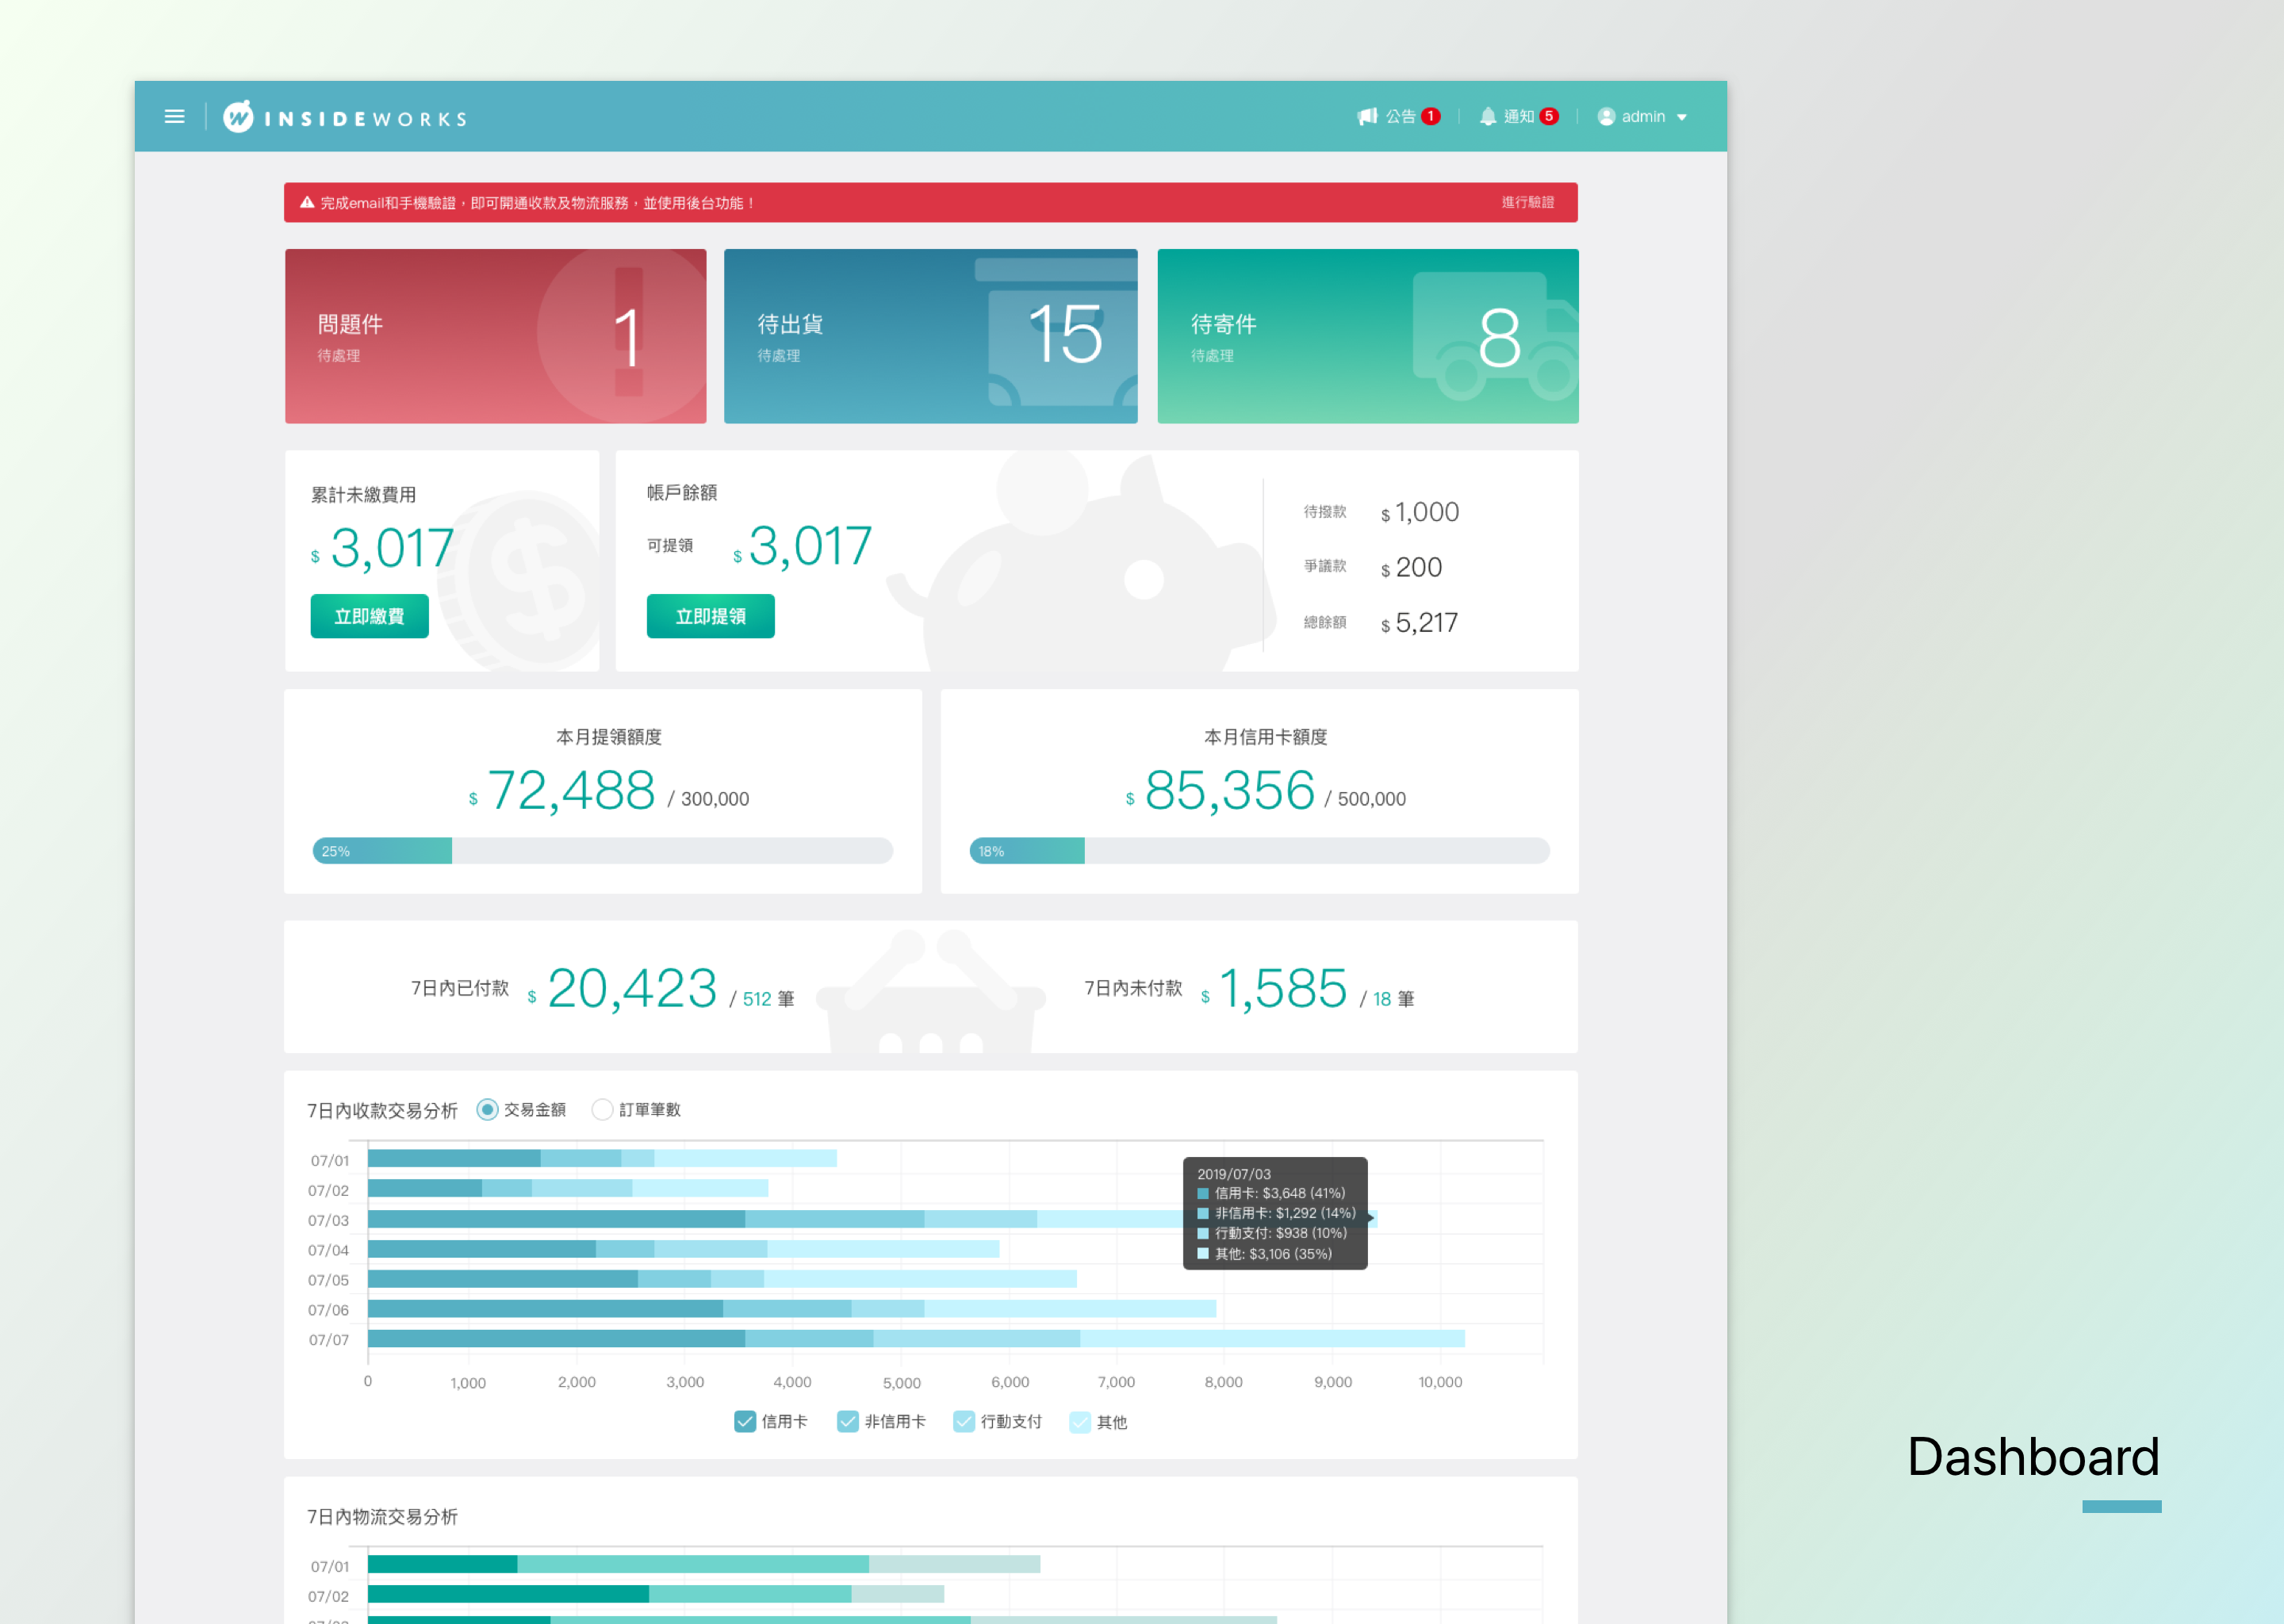 INSIDEWORKS
公告 1 通知 5 admin
完成email和手機驗證，即可開通收款及物流服務，並使用後台功能！ 進行驗證
問題件
待處理
1
待出貨
待處理
15
待寄件
待處理
8
累計未繳費用
$ 3,017
立即繳費
帳戶餘額
可提領 $ 3,017
立即提領
待撥款 $ 1,000
爭議款 $ 200
總餘額 $ 5,217
本月提領額度
$ 72,488 / 300,000
25%
本月信用卡額度
$ 85,356 / 500,000
18%
7日內已付款 $ 20,423 / 512 筆
7日內未付款 $ 1,585 / 18 筆
7日內收款交易分析 交易金額 訂單筆數
07/01
07/02
07/03
07/04
07/05
07/06
07/07
2019/07/03
信用卡: $3,648 (41%)
非信用卡: $1,292 (14%)
行動支付: $938 (10%)
其他: $3,106 (35%)
0 1,000 2,000 3,000 4,000 5,000 6,000 7,000 8,000 9,000 10,000
信用卡 非信用卡 行動支付 其他
7日內物流交易分析
07/01
07/02
Dashboard